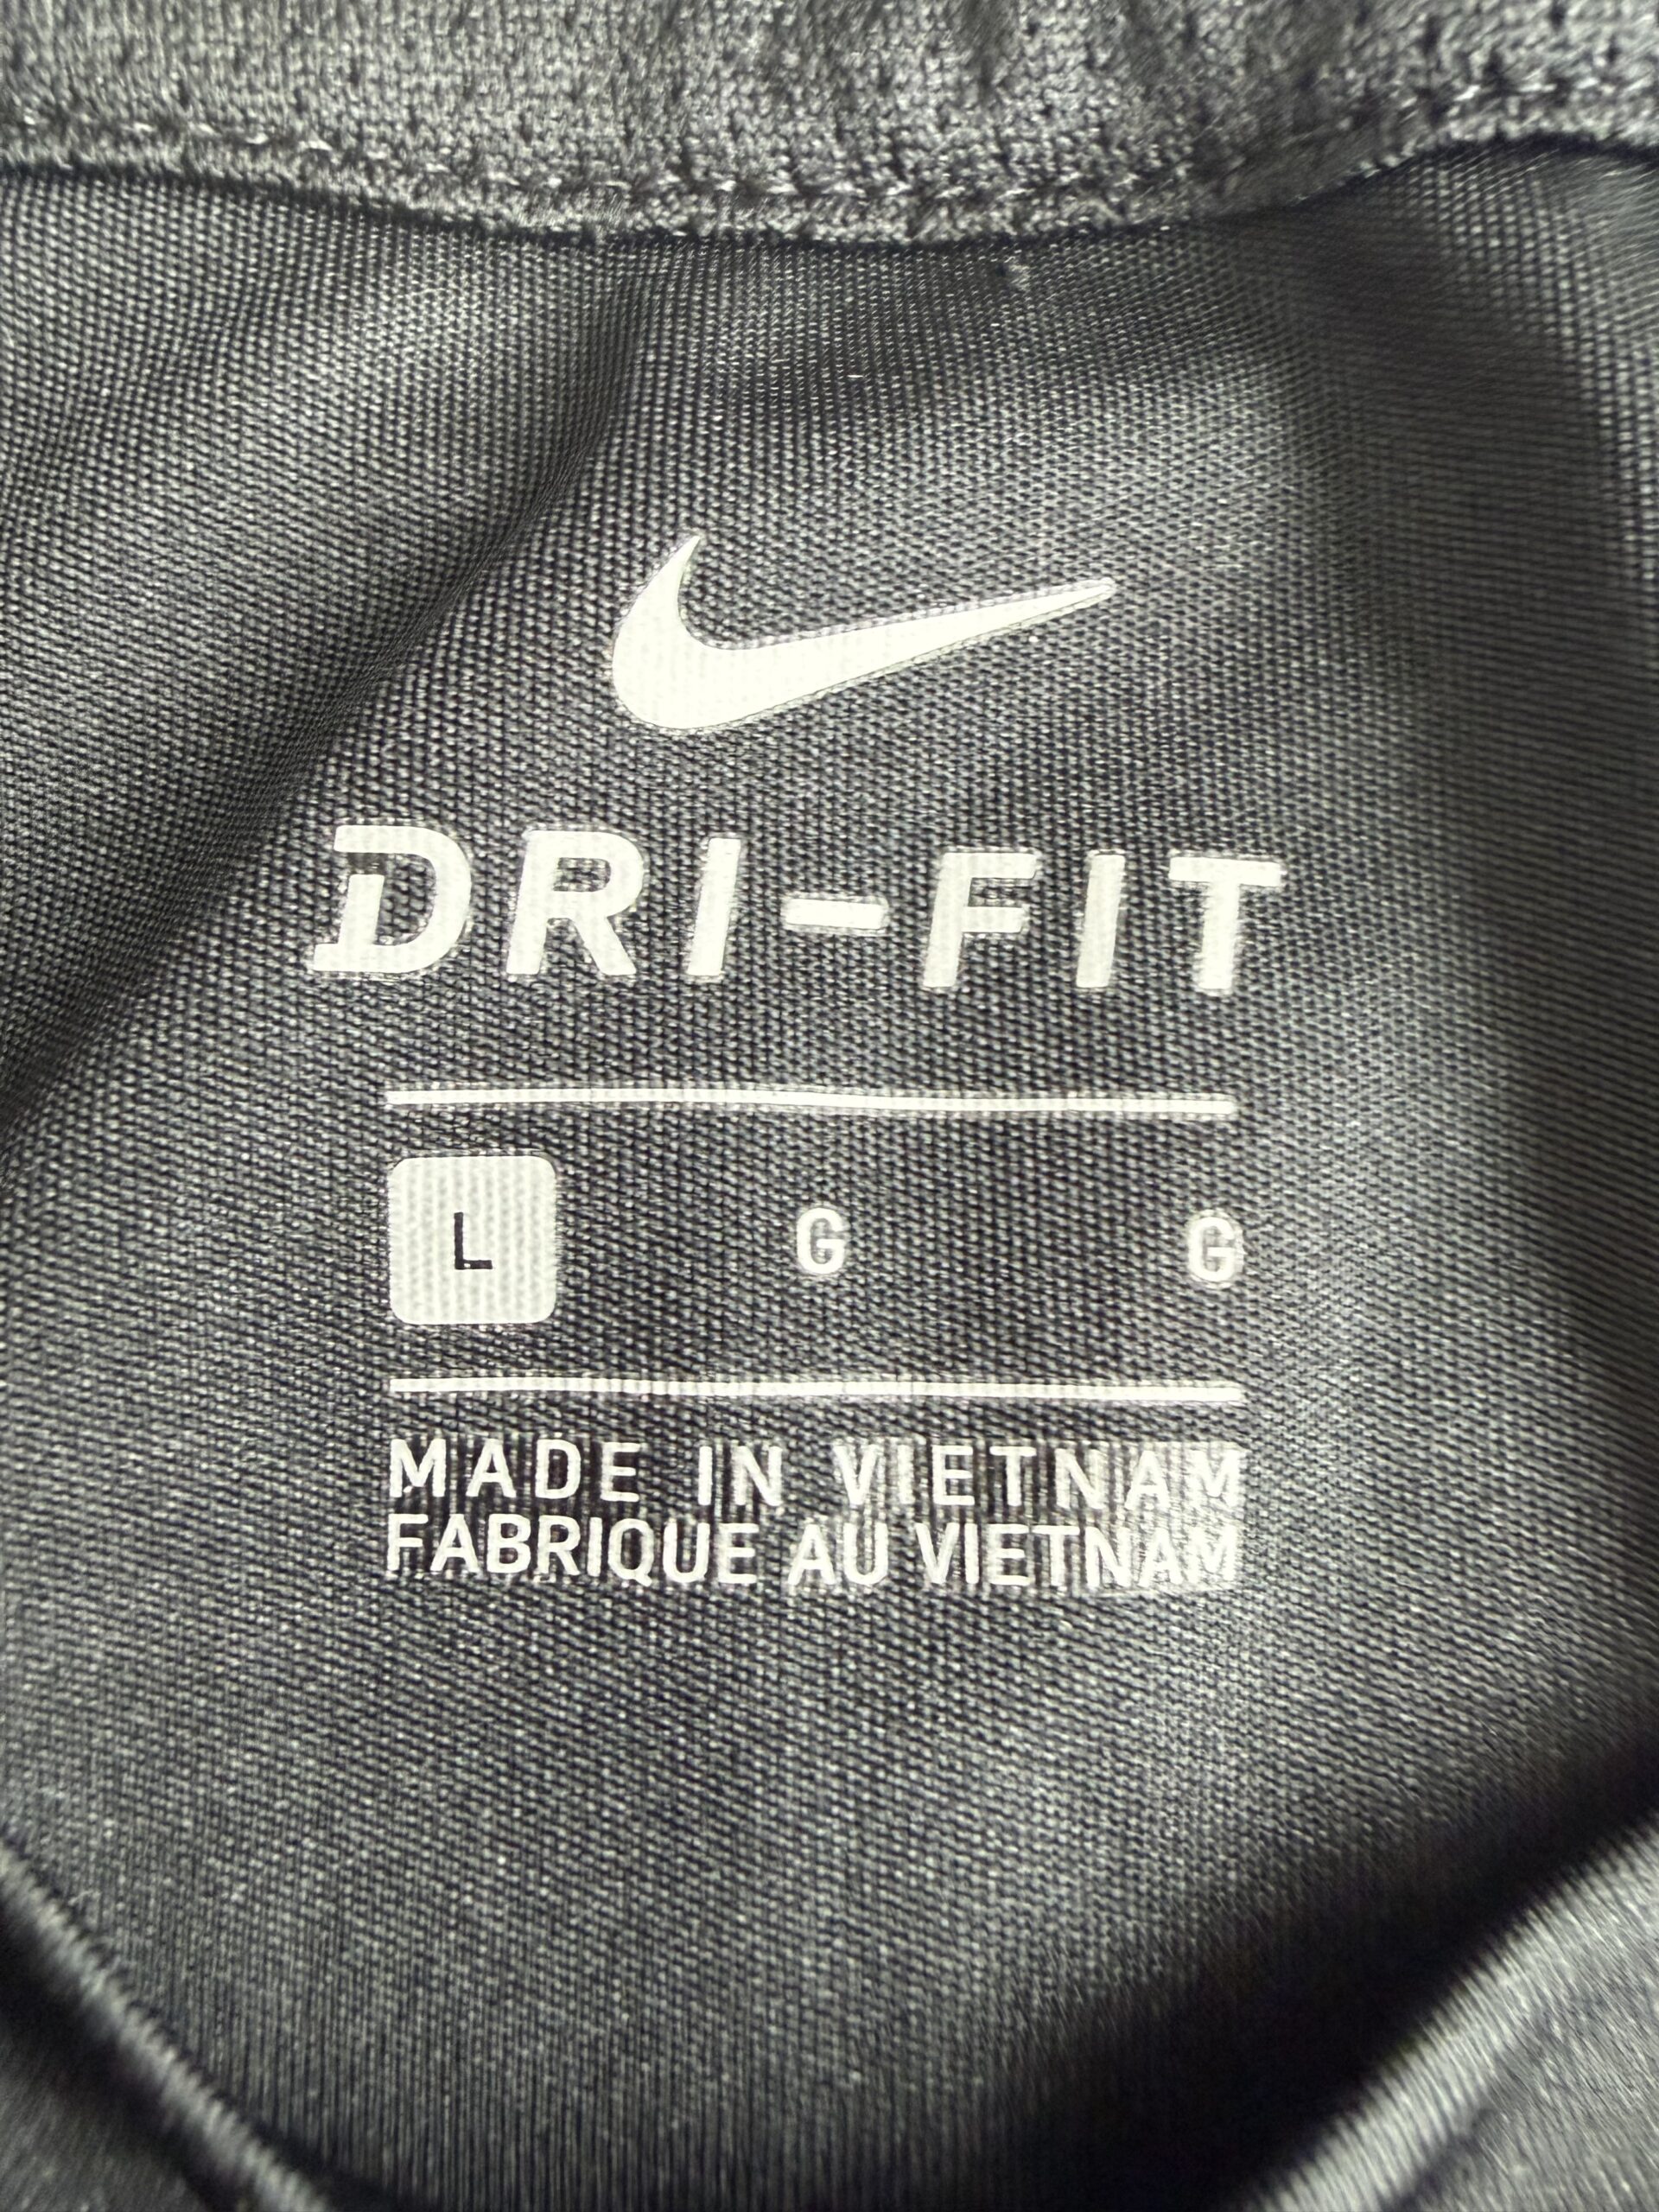 DRI-FIT
L G G
MADE IN VIETNAM
FABRIQUE AU VIETNAM